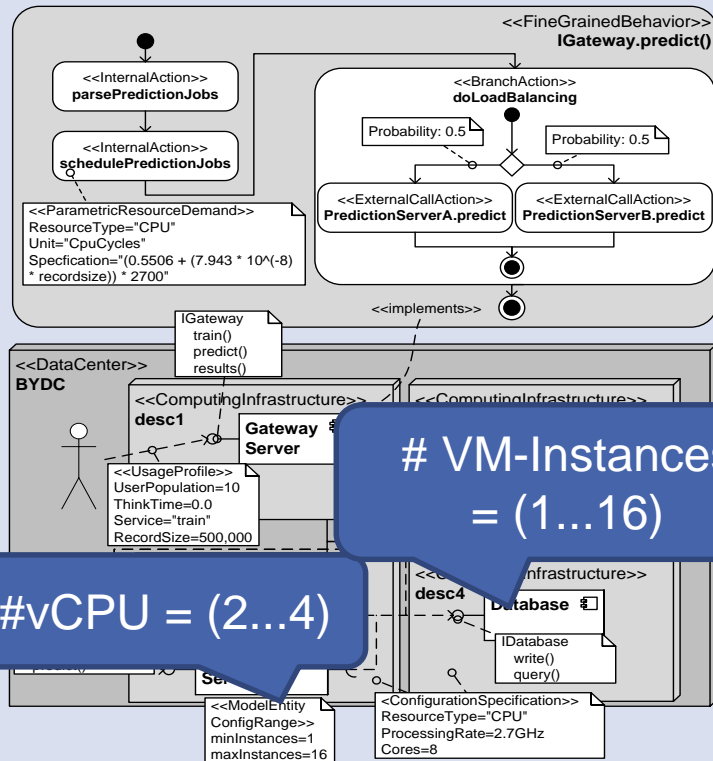 <<FineGrainedBehavior>>
IGateway.predict()
<<InternalAction>>
parsePredictionJobs
<<InternalAction>>
schedulePredictionJobs
<<ParametricResourceDemand>>
ResourceType="CPU"
Unit="CpuCycles"
Specfication="(0.5506 + (7.943 * 10^(-8)
* recordsize)) * 2700"
<<BranchAction>>
doLoadBalancing
Probability: 0.5
Probability: 0.5
<<ExternalCallAction>>
PredictionServerA.predict
<<ExternalCallAction>>
PredictionServerB.predict
<<implements>>
IGateway
train()
predict()
results()
<<DataCenter>>
BYDC
<<ComputingInfrastructure>>
desc1
Gateway
Server
<<UsageProfile>>
UserPopulation=10
ThinkTime=0.0
Service="train"
RecordSize=500,000
# VM-Instances
= (1...16)
#vCPU = (2...4)
desc4
Database
IDatabase
write()
query()
<<ModelEntity
ConfigRange>>
minInstances=1
maxInstances=16
<ConfigurationSpecification>>
ResourceType="CPU"
ProcessingRate=2.7GHz
Cores=8